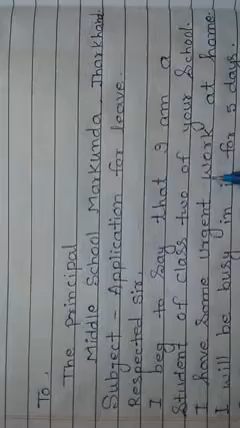 To,
The principal
Middle School Markunda, Jharkhand
Subject - Application for leave.
Respected Sir,
I beg to say that I am a
Student of class two of your School.
I have some urgent work at home
I will be busy in it for 5 days.